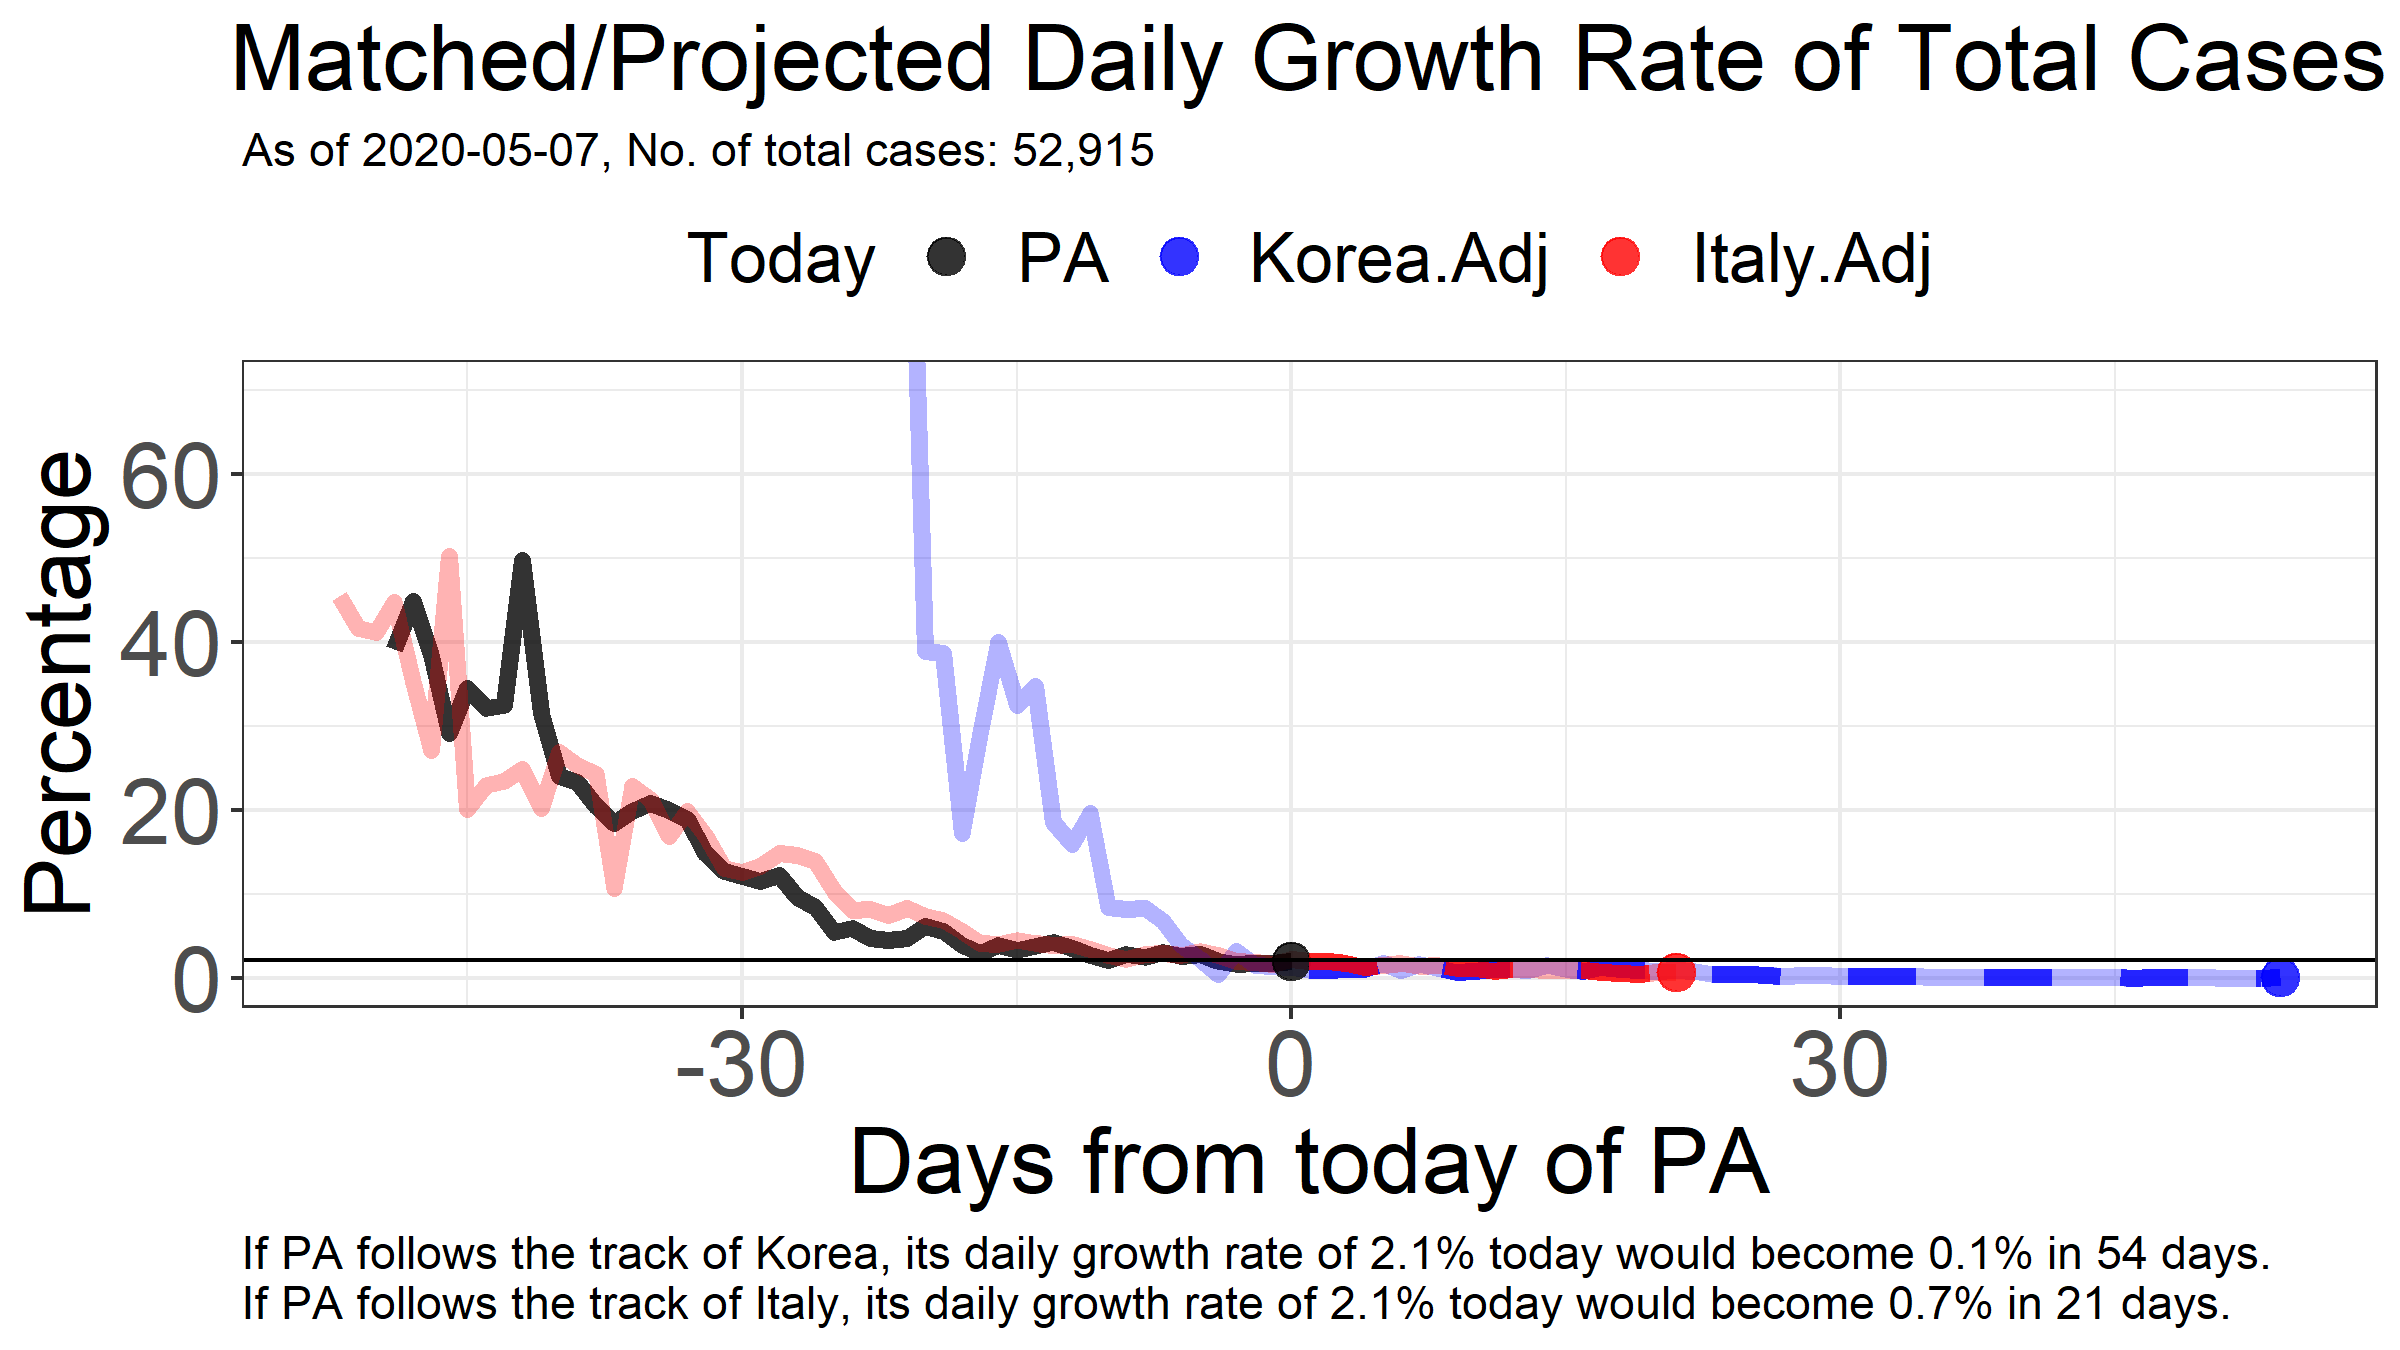 Matched/Projected Daily Growth Rate of Total Cases
As of 2020-05-07, No. of total cases: 52,915
Today PA Korea.Adj Italy.Adj
Percentage
60
40
20
0
-30 0 30
Days from today of PA
If PA follows the track of Korea, its daily growth rate of 2.1% today would become 0.1% in 54 days.
If PA follows the track of Italy, its daily growth rate of 2.1% today would become 0.7% in 21 days.